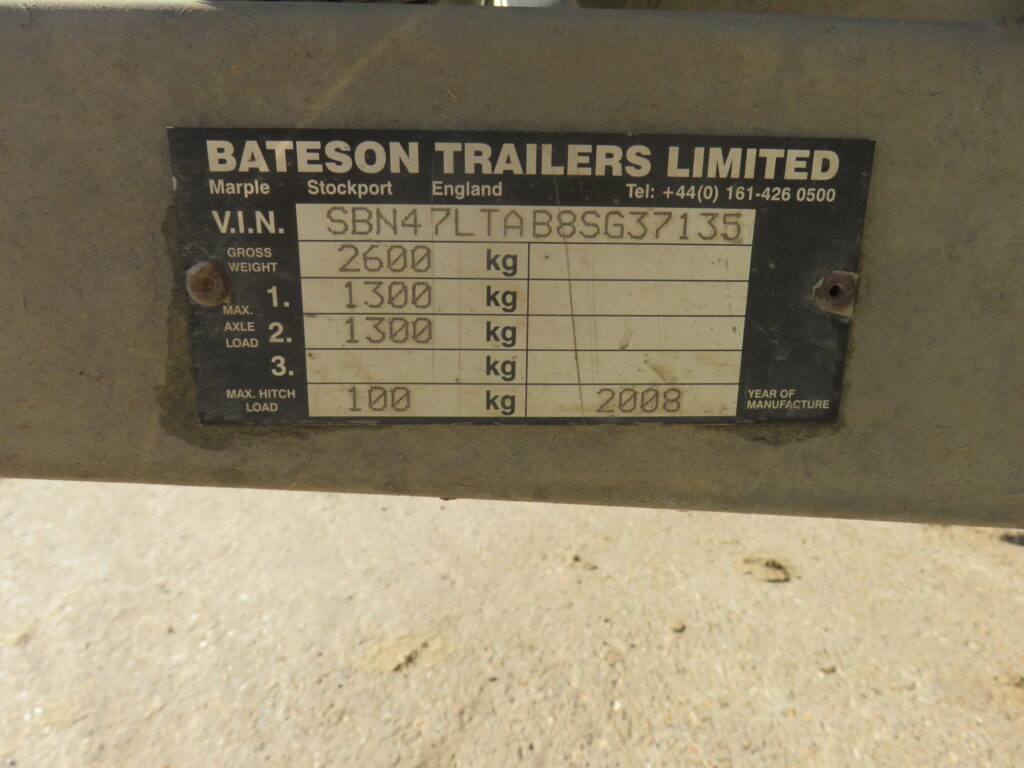 BATESON TRAILERS LIMITED
Marple Stockport England Tel: +44(0) 161-426 0500
V.I.N. SBN47LTAB8SG37135
GROSS WEIGHT 2600 kg
MAX. AXLE LOAD 1. 1300 kg
2. 1300 kg
3. kg
MAX. HITCH LOAD 100 kg 2008 YEAR OF MANUFACTURE